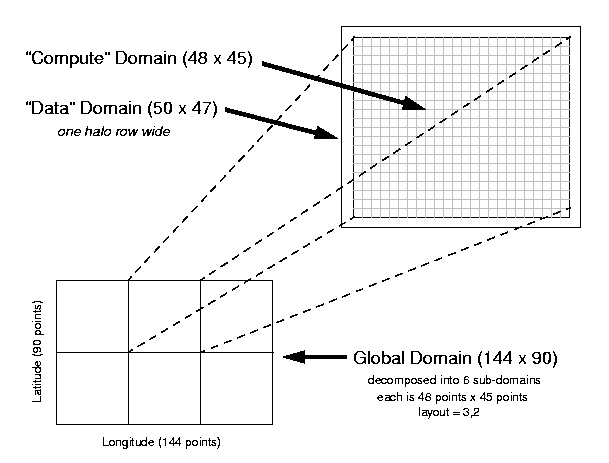 "Compute" Domain (48 x 45)
"Data" Domain (50 x 47)
one halo row wide
Latitude (90 points)
Global Domain (144 x 90)
decomposed into 6 sub-domains
each is 48 points x 45 points
layout = 3,2
Longitude (144 points)